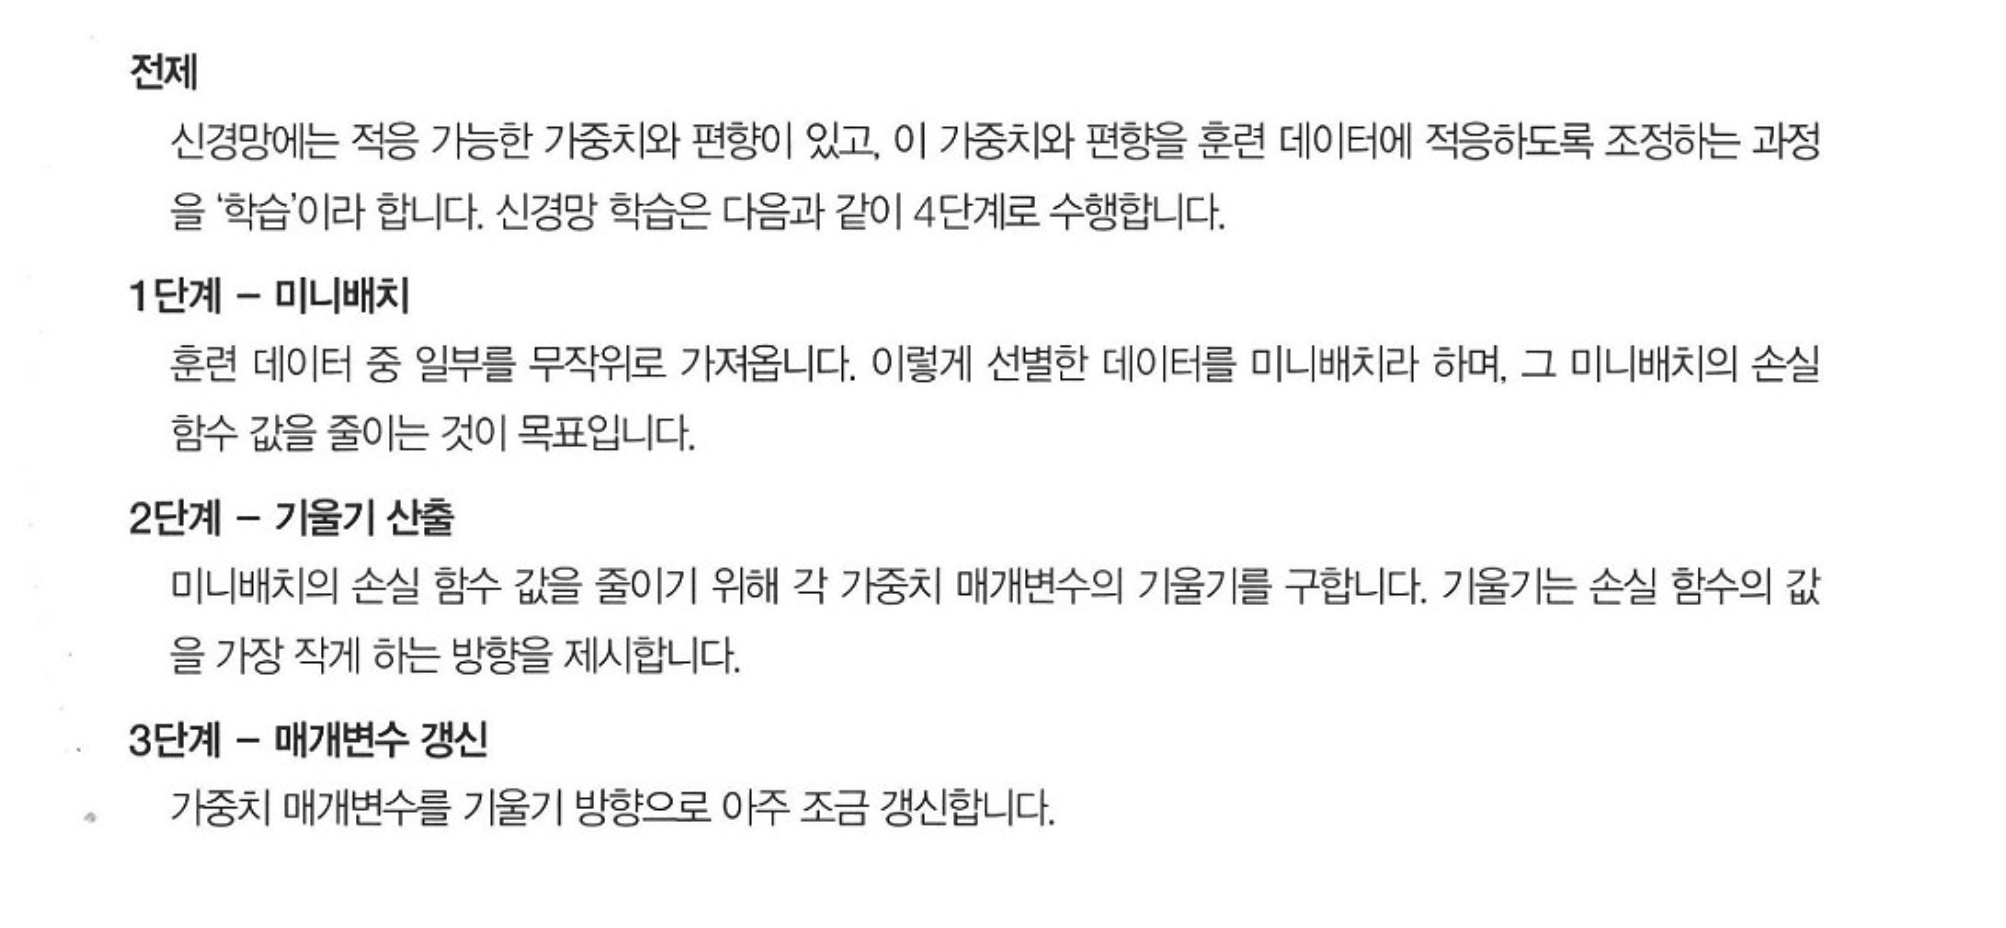 전제
신경망에는 적응 가능한 가중치와 편향이 있고, 이 가중치와 편향을 훈련 데이터에 적응하도록 조정하는 과정
을 ‘학습’이라 합니다. 신경망 학습은 다음과 같이 4단계로 수행합니다.
1단계 – 미니배치
훈련 데이터 중 일부를 무작위로 가져옵니다. 이렇게 선별한 데이터를 미니배치라 하며, 그 미니배치의 손실
함수 값을 줄이는 것이 목표입니다.
2단계 – 기울기 산출
미니배치의 손실 함수 값을 줄이기 위해 각 가중치 매개변수의 기울기를 구합니다. 기울기는 손실 함수의 값
을 가장 작게 하는 방향을 제시합니다.
3단계 – 매개변수 갱신
가중치 매개변수를 기울기 방향으로 아주 조금 갱신합니다.